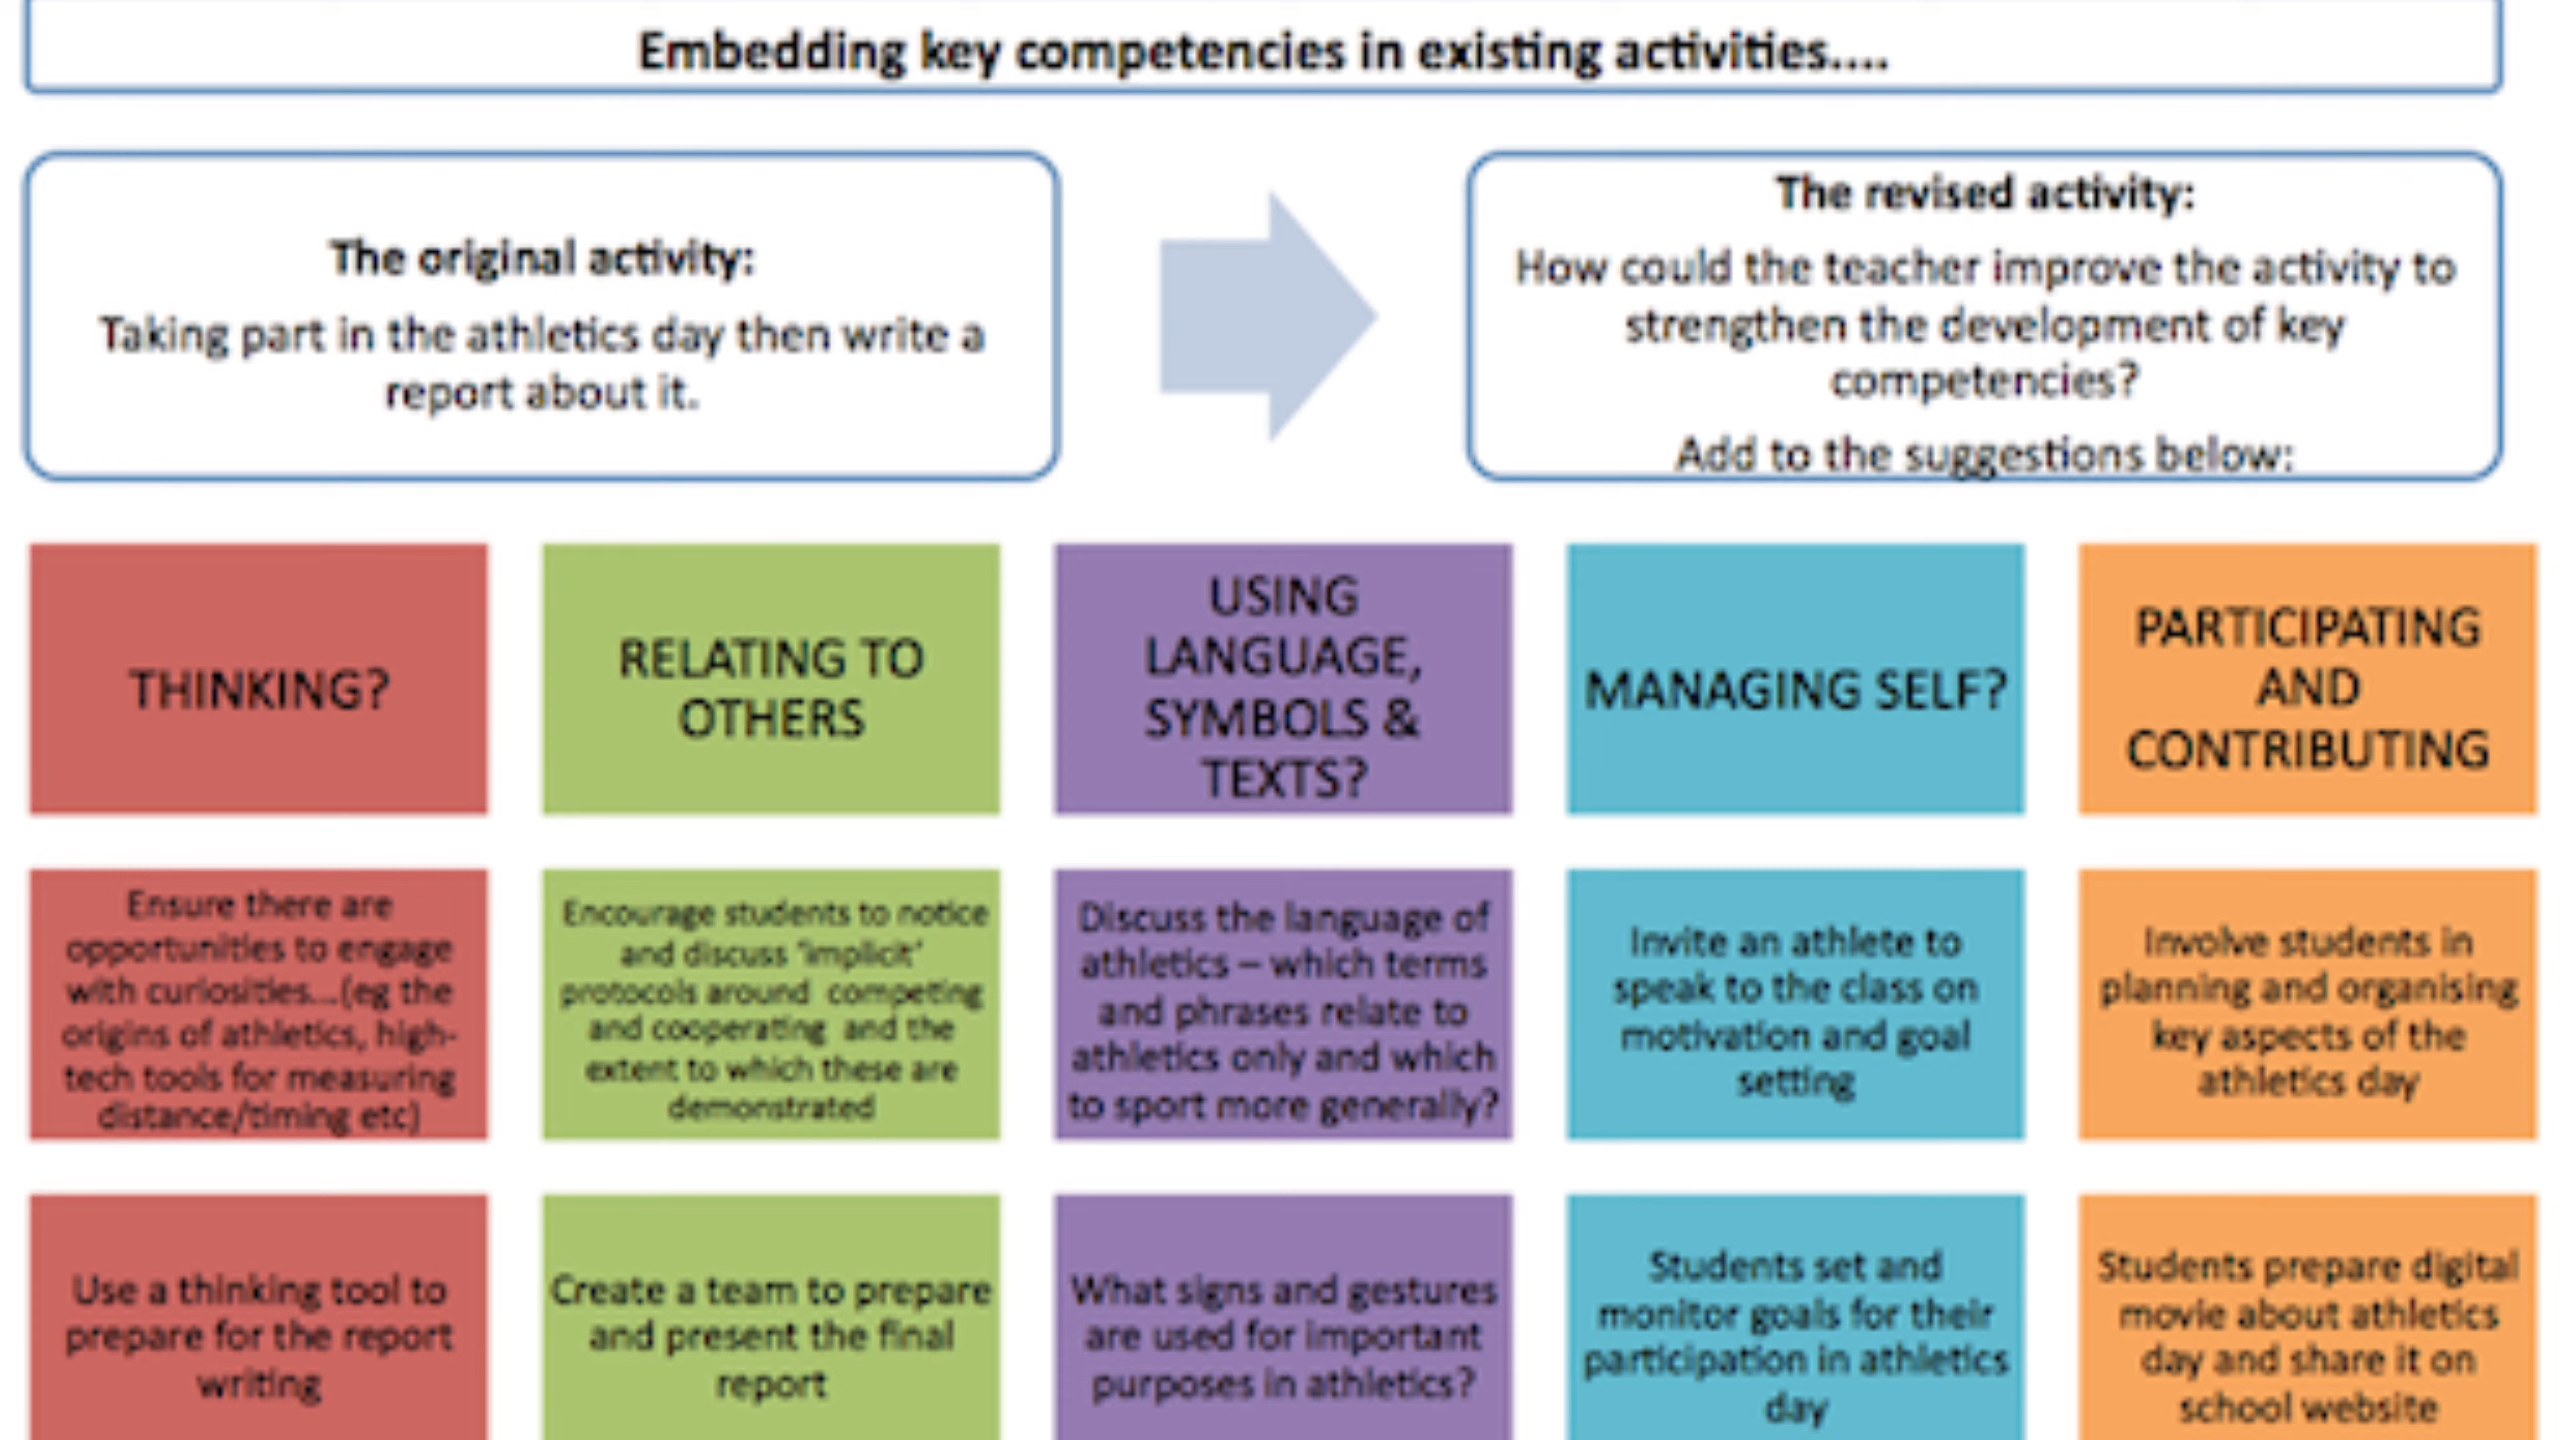 Embedding key competencies in existing activities....
The original activity:
Taking part in the athletics day then write a
report about it.
The revised activity:
How could the teacher improve the activity to
strengthen the development of key
competencies?
Add to the suggestions below:
THINKING?
RELATING TO
OTHERS
USING
LANGUAGE,
SYMBOLS &
TEXTS?
MANAGING SELF?
PARTICIPATING
AND
CONTRIBUTING
Ensure there are
opportunities to engage
with curiosities...(eg the
origins of athletics, high-
tech tools for measuring
distance/timing etc)
Encourage students to notice
and discuss 'implicit'
protocols around competing
and cooperating and the
extent to which these are
demonstrated
Discuss the language of
athletics – which terms
and phrases relate to
athletics only and which
to sport more generally?
Invite an athlete to
speak to the class on
motivation and goal
setting
Involve students in
planning and organising
key aspects of the
athletics day
Use a thinking tool to
prepare for the report
writing
Create a team to prepare
and present the final
report
What signs and gestures
are used for important
purposes in athletics?
Students set and
monitor goals for their
participation in athletics
day
Students prepare digital
movie about athletics
day and share it on
school website